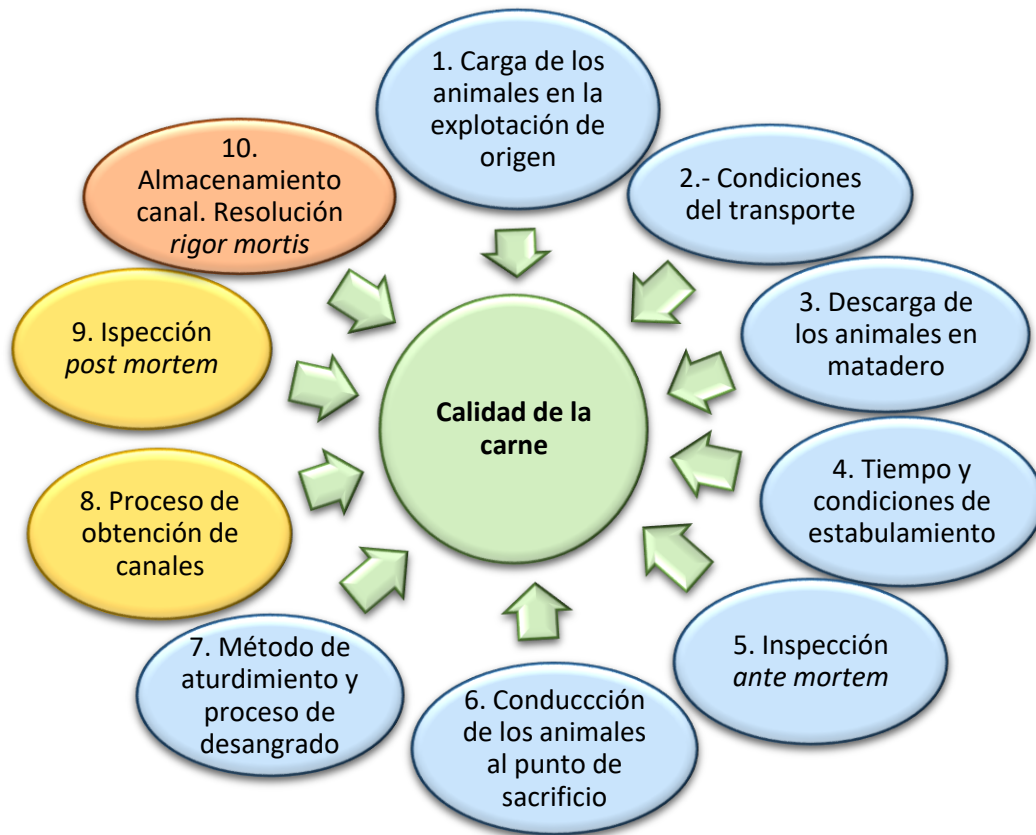 1. Carga de los
animales en la
explotación de
origen
2.- Condiciones
del transporte
3. Descarga de
los animales en
matadero
4. Tiempo y
condiciones de
estabulamiento
5. Inspección
ante mortem
6. Conduccción
de los animales
al punto de
sacrificio
7. Método de
aturdimiento y
proceso de
desangrado
8. Proceso de
obtención de
canales
9. Ispección
post mortem
10.
Almacenamiento
canal. Resolución
rigor mortis
Calidad de la
carne